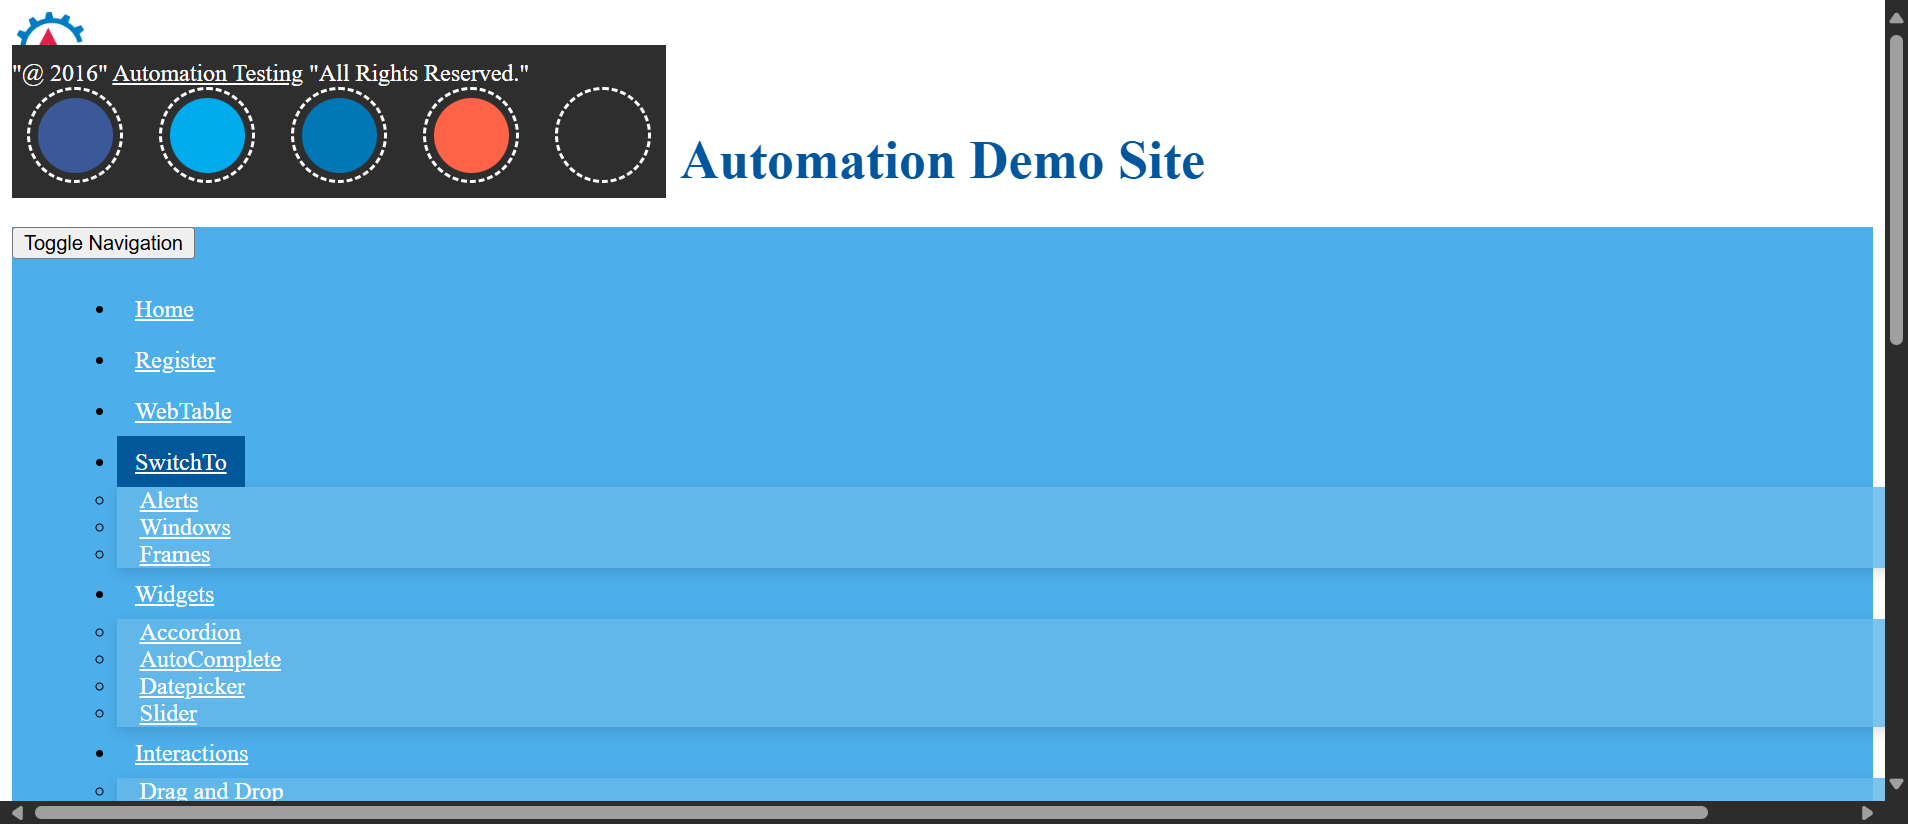 "@ 2016" Automation Testing "All Rights Reserved."
Automation Demo Site
Toggle Navigation
Home
Register
WebTable
SwitchTo
Alerts
Windows
Frames
Widgets
Accordion
AutoComplete
Datepicker
Slider
Interactions
Drag and Drop